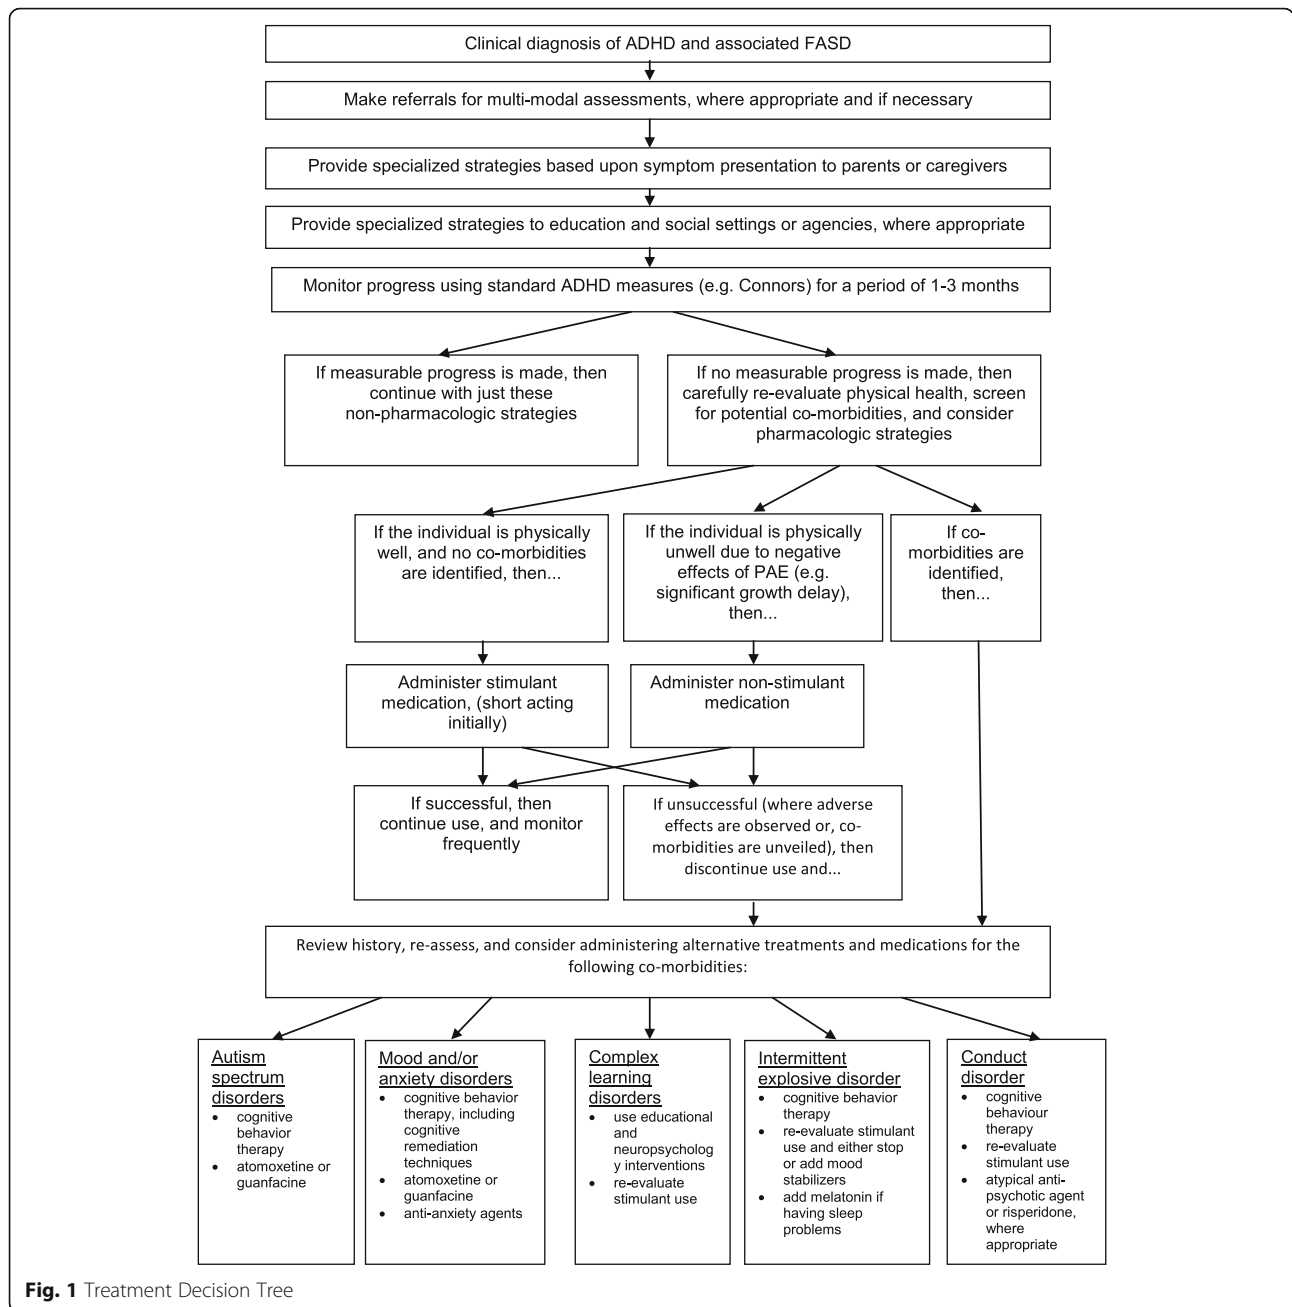 Clinical diagnosis of ADHD and associated FASD
Make referrals for multi-modal assessments, where appropriate and if necessary
Provide specialized strategies based upon symptom presentation to parents or caregivers
Provide specialized strategies to education and social settings or agencies, where appropriate
Monitor progress using standard ADHD measures (e.g. Connors) for a period of 1-3 months
If measurable progress is made, then
continue with just these
non-pharmacologic strategies
If no measurable progress is made, then
carefully re-evaluate physical health, screen
for potential co-morbidities, and consider
pharmacologic strategies
If the individual is physically
well, and no co-morbidities
are identified, then...
If the individual is physically
unwell due to negative
effects of PAE (e.g.
significant growth delay),
then...
If co-
morbidities are
identified,
then...
Administer stimulant
medication, (short acting
initially)
Administer non-stimulant
medication
If successful, then
continue use, and monitor
frequently
If unsuccessful (where adverse
effects are observed or, co-
morbidities are unveiled), then
discontinue use and...
Review history, re-assess, and consider administering alternative treatments and medications for the
following co-morbidities:
Autism
spectrum
disorders
• cognitive
behavior
therapy
• atomoxetine or
guanfacine
Mood and/or
anxiety disorders
• cognitive behavior
therapy, including
cognitive
remediation
techniques
• atomoxetine or
guanfacine
• anti-anxiety agents
Complex
learning
disorders
• use educational
and
neuropsycholog
y interventions
• re-evaluate
stimulant use
Intermittent
explosive disorder
• cognitive behavior
therapy
• re-evaluate stimulant
use and either stop
or add mood
stabilizers
• add melatonin if
having sleep
problems
Conduct
disorder
• cognitive
behaviour
therapy
• re-evaluate
stimulant use
• atypical anti-
psychotic agent
or risperidone,
where
appropriate
Fig. 1 Treatment Decision Tree